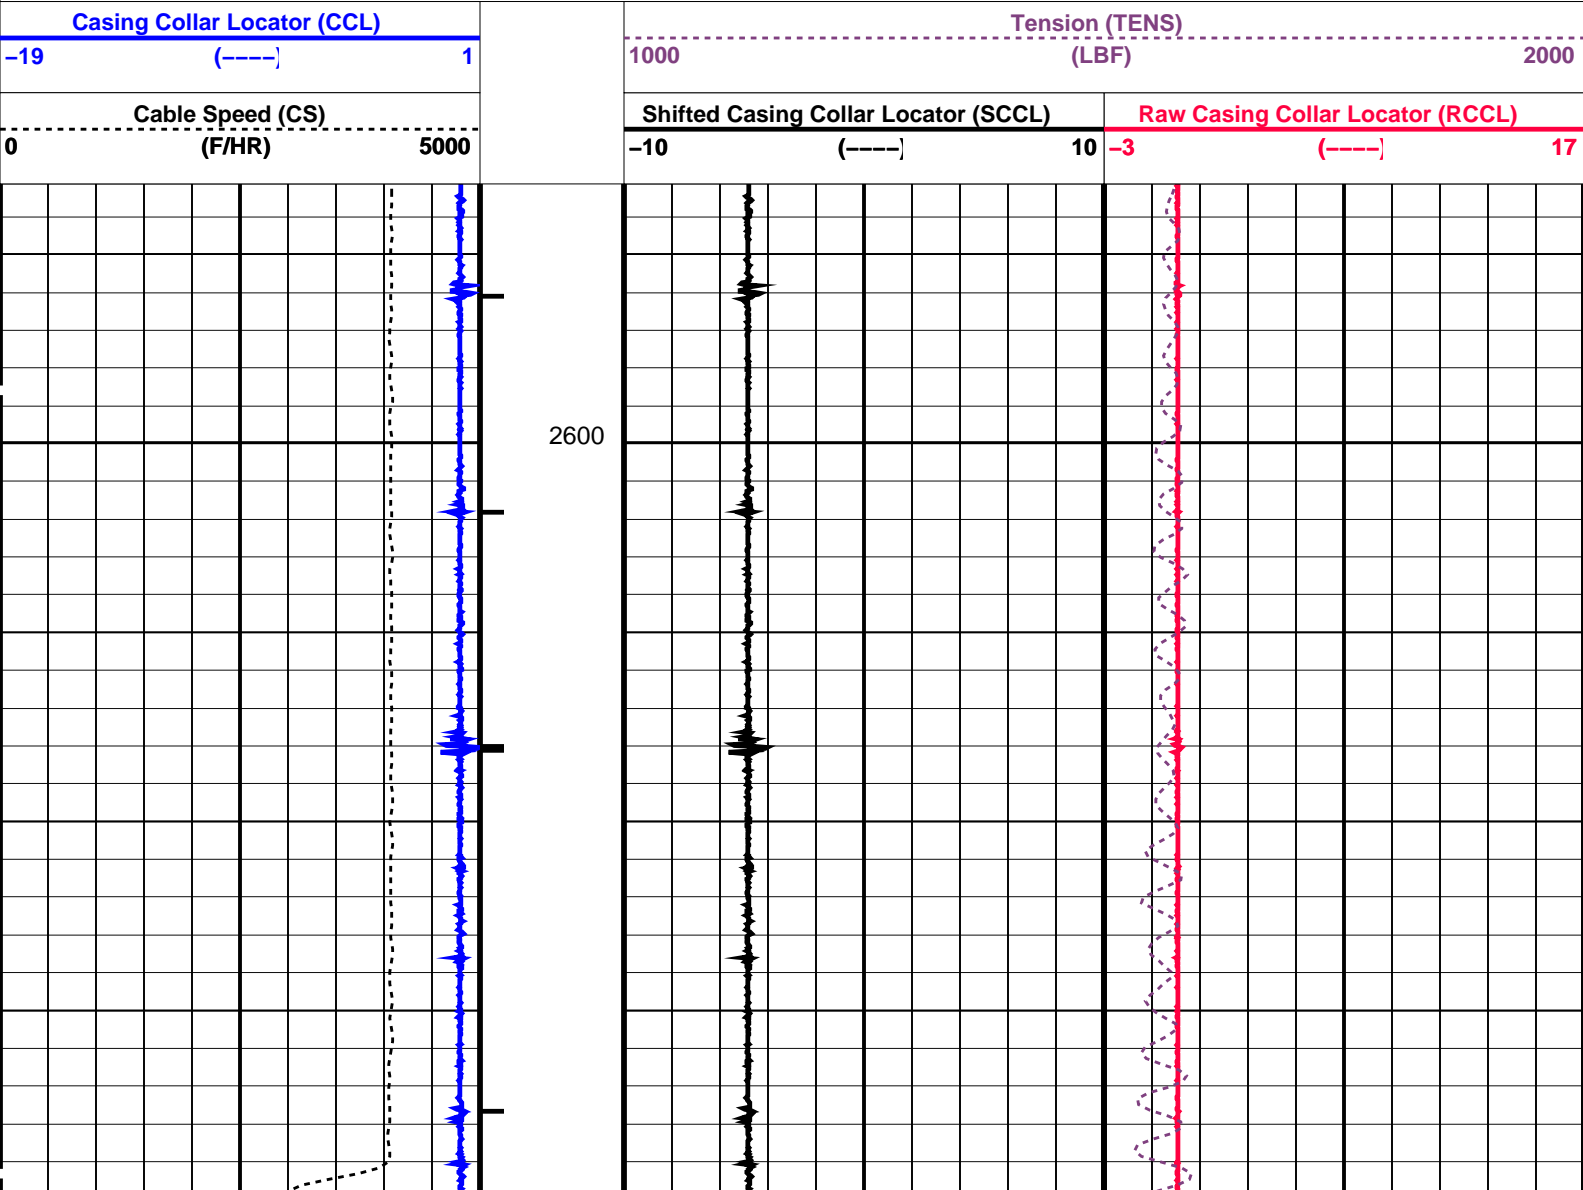 Casing Collar Locator (CCL)
−19 (−−−−) 1
Tension (TENS)
1000 (LBF) 2000
Cable Speed (CS)
0 (F/HR) 5000
Shifted Casing Collar Locator (SCCL)
−10 (−−−−) 10
Raw Casing Collar Locator (RCCL)
−3 (−−−−) 17
2600